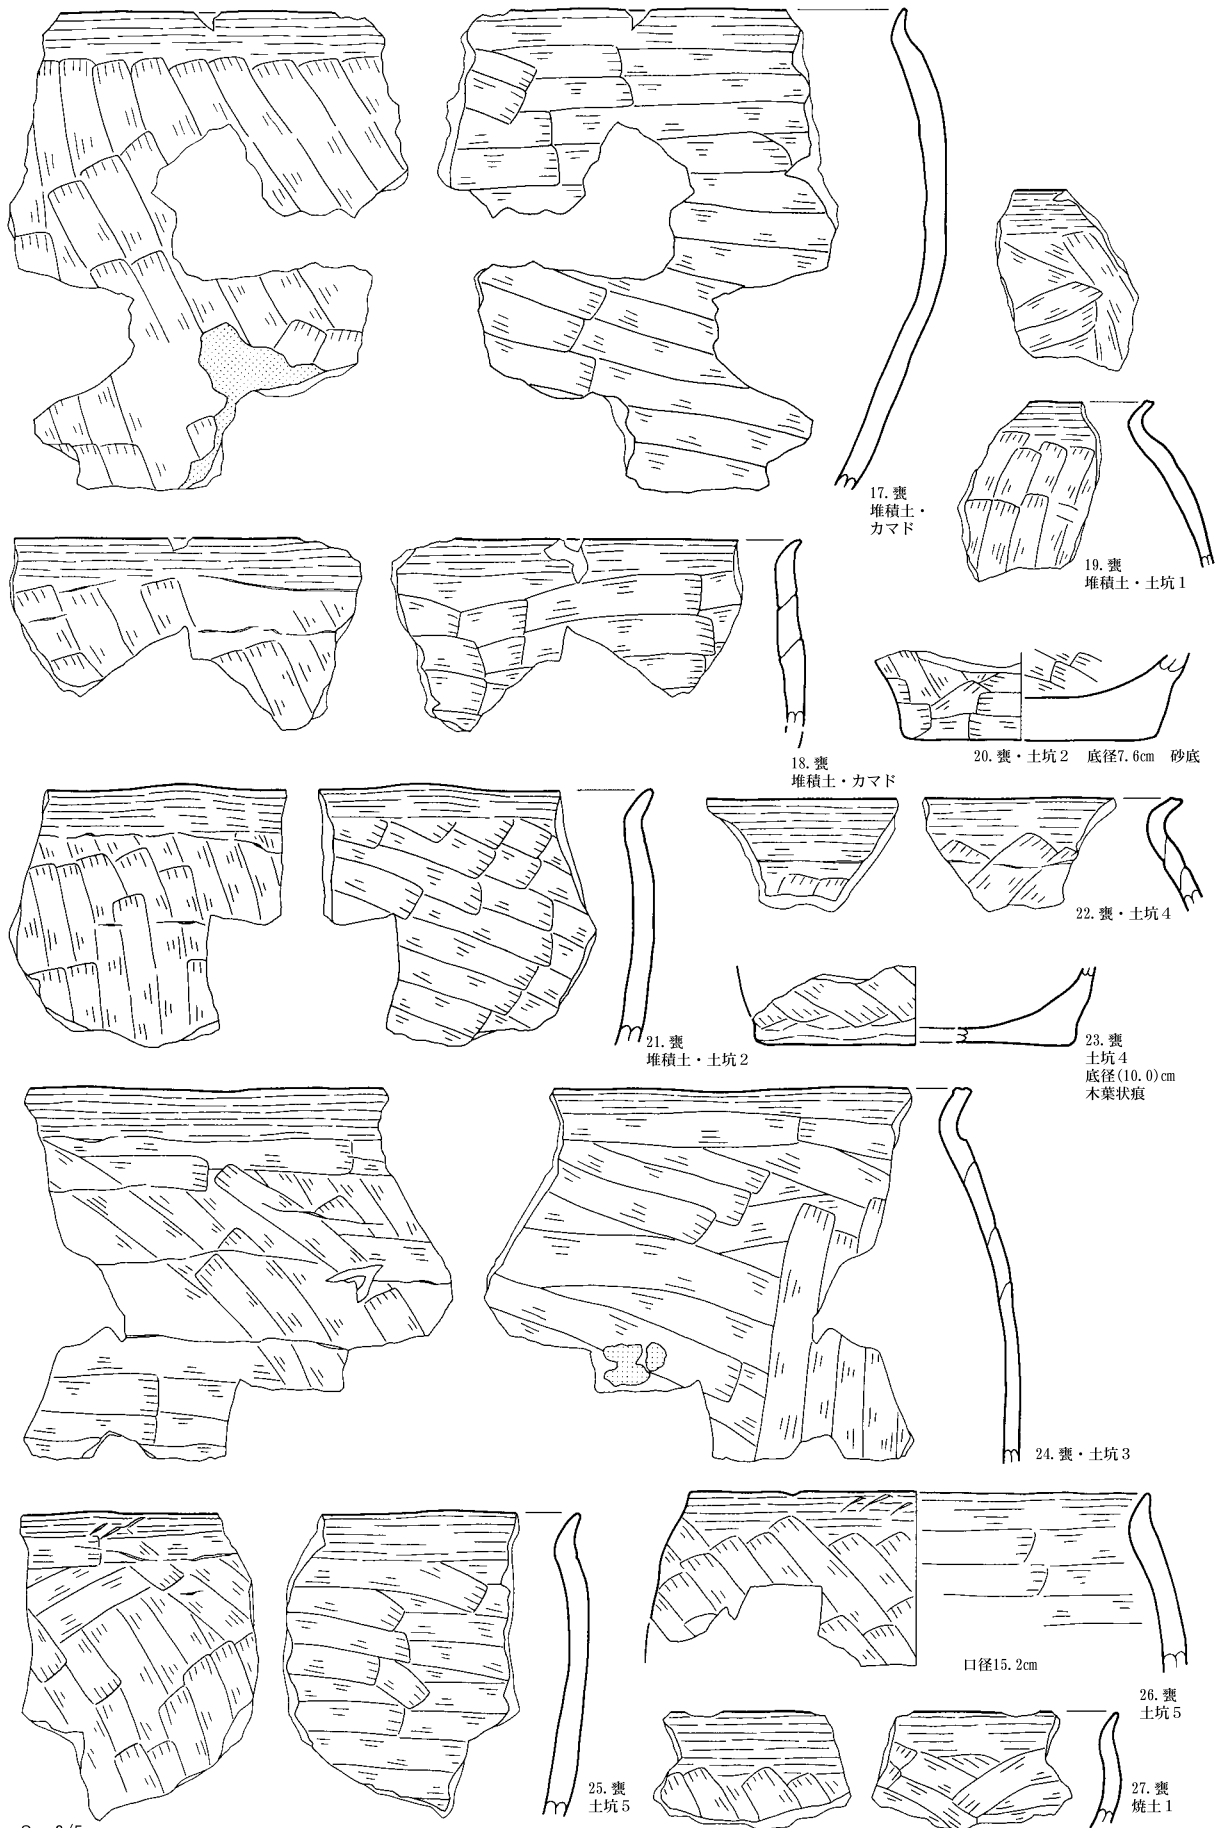 17.甕
堆積土・
カマド
19.甕
堆積土・土坑1
18.甕
堆積土・カマド
20.甕・土坑2 底径7.6cm 砂底
21.甕
堆積土・土坑2
22.甕・土坑4
23.甕
土坑4
底径(10.0)cm
木葉状痕
24.甕・土坑3
25.甕
土坑5
口径15.2cm
26.甕
土坑5
27.甕
焼土1